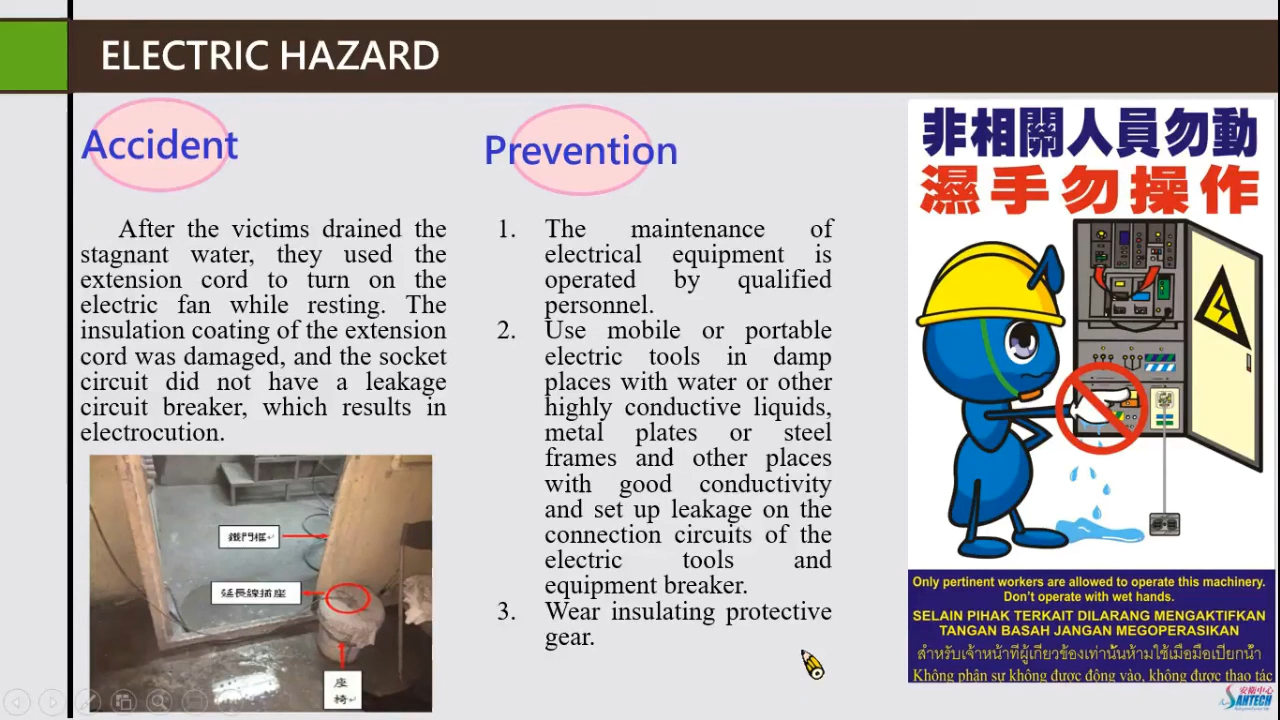 ELECTRIC HAZARD
Accident
After the victims drained the
stagnant water, they used the
extension cord to turn on the
electric fan while resting. The
insulation coating of the extension
cord was damaged, and the socket
circuit did not have a leakage
circuit breaker, which results in
electrocution.
鐵門框
延長線插座
座
椅
Prevention
1. The maintenance of
electrical equipment is
operated by qualified
personnel.
2. Use mobile or portable
electric tools in damp
places with water or other
highly conductive liquids,
metal plates or steel
frames and other places
with good conductivity
and set up leakage on the
connection circuits of the
electric tools and
equipment breaker.
3. Wear insulating protective
gear.
非相關人員勿動
濕手勿操作
Only pertinent workers are allowed to operate this machinery.
Don't operate with wet hands.
SELAIN PIHAK TERKAIT DILARANG MENGAKTIFKAN
TANGAN BASAH JANGAN MEGOPERASIKAN
สำหรับเจ้าหน้าที่ผู้เกี่ยวข้องเท่านั้นห้ามใช้เมื่อมือเปียกน้ำ
Không phận sự không được động vào, không được thao tác
安衛中心
SAHTECH